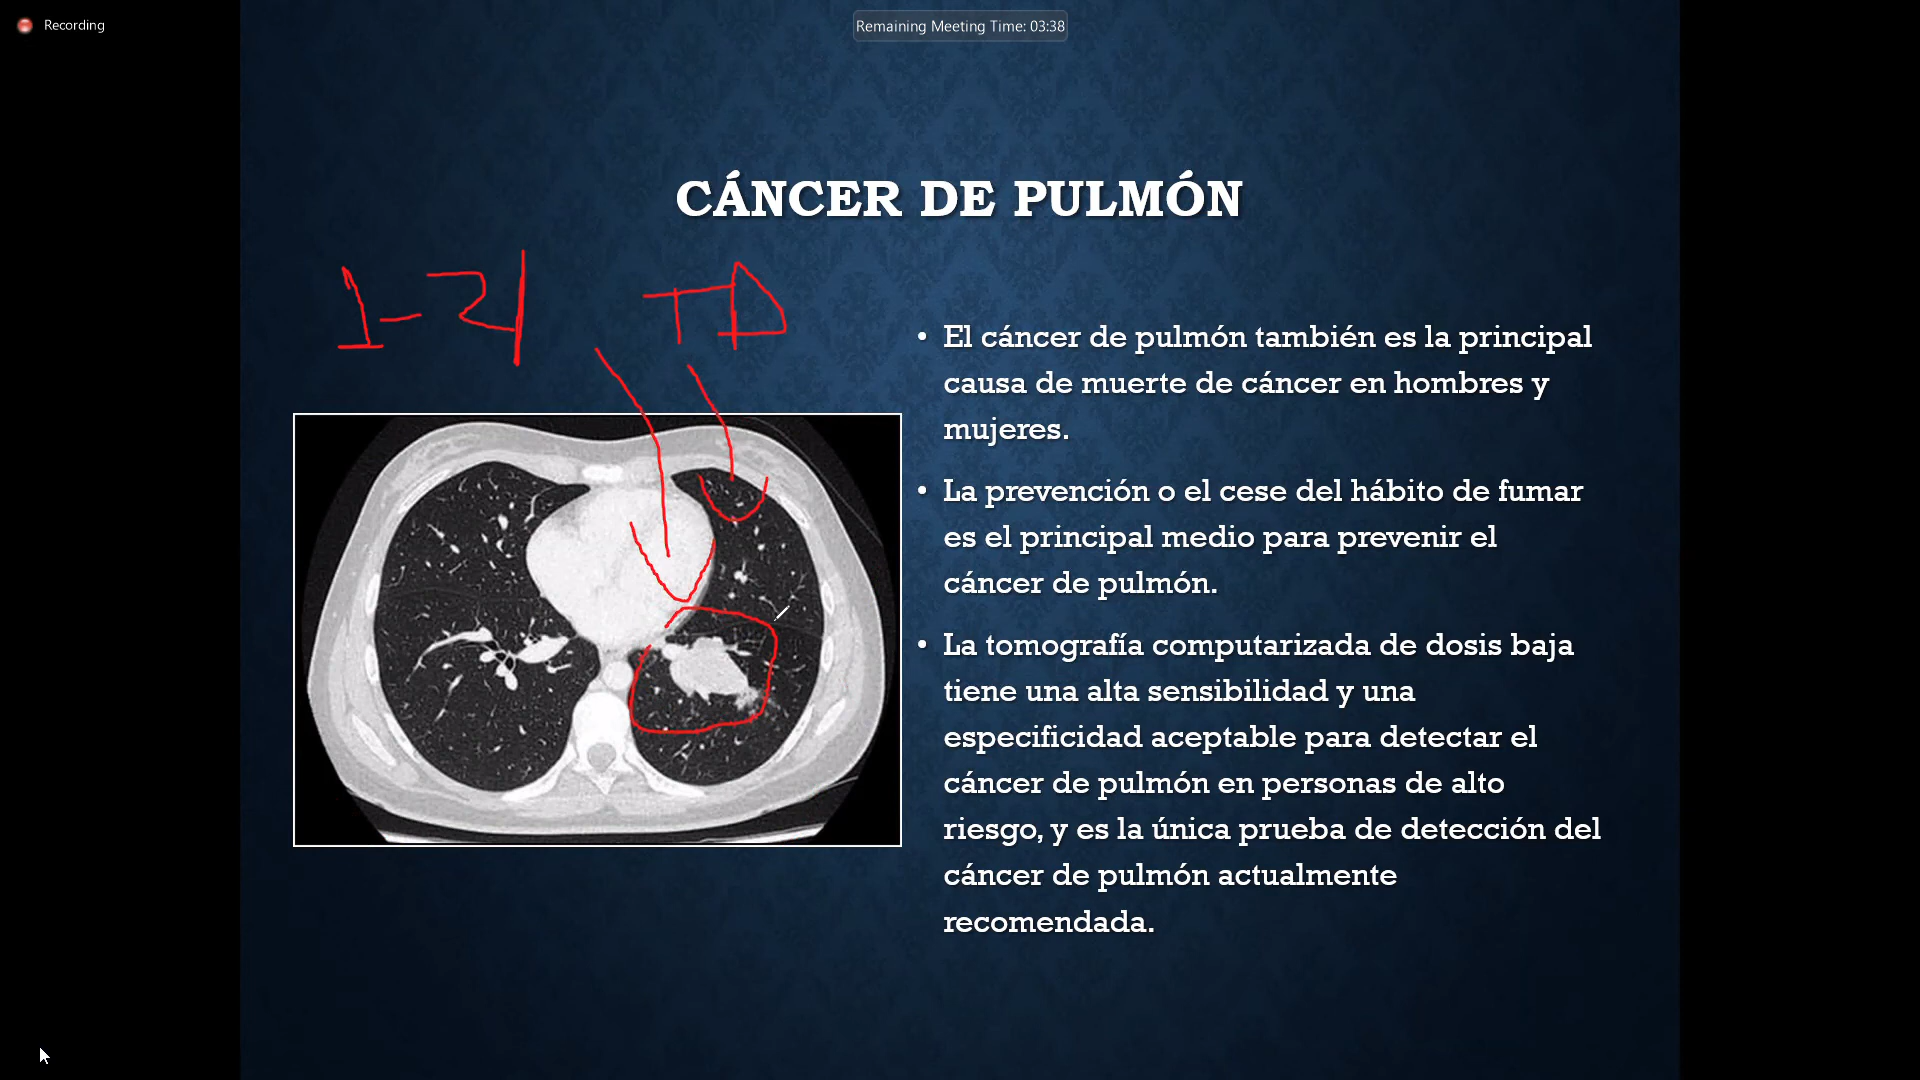 Recording
Remaining Meeting Time: 03:38
CÁNCER DE PULMÓN
TD
• El cáncer de pulmón también es la principal
causa de muerte de cáncer en hombres y
mujeres.
• La prevención o el cese del hábito de fumar
es el principal medio para prevenir el
cáncer de pulmón.
• La tomografía computarizada de dosis baja
tiene una alta sensibilidad y una
especificidad aceptable para detectar el
cáncer de pulmón en personas de alto
riesgo, y es la única prueba de detección del
cáncer de pulmón actualmente
recomendada.